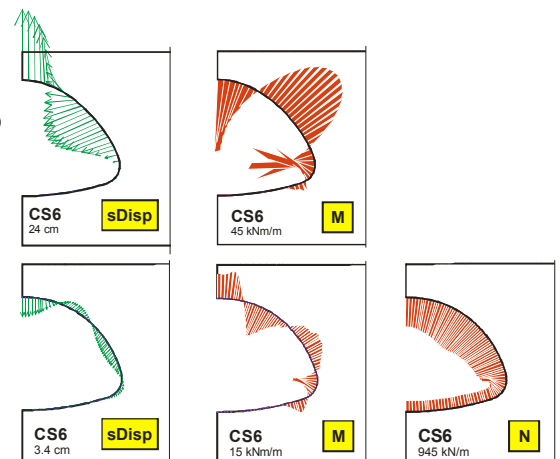 CS6
24 cm
sDisp
CS6
45 kNm/m
M
CS6
3.4 cm
sDisp
CS6
15 kNm/m
M
CS6
945 kN/m
N